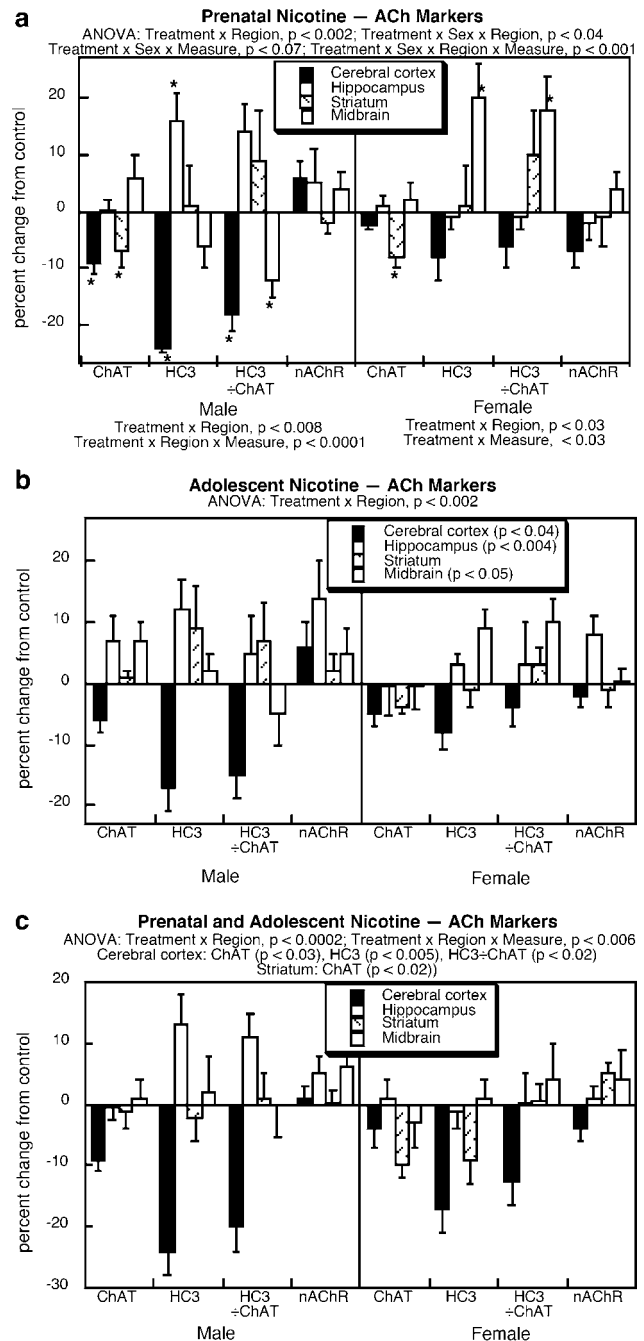 a
Prenatal Nicotine — ACh Markers
ANOVA: Treatment x Region, p < 0.002; Treatment x Sex x Region, p < 0.04
Treatment x Sex x Measure, p < 0.07; Treatment x Sex x Region x Measure, p < 0.001
Cerebral cortex
Hippocampus
Striatum
Midbrain
percent change from control
20
10
0
-10
-20
* * * * * * * * *
ChAT HC3 HC3 nAChR ChAT HC3 HC3 nAChR
÷ChAT ÷ChAT
Male Female
Treatment x Region, p < 0.008 Treatment x Region, p < 0.03
Treatment x Region x Measure, p < 0.0001 Treatment x Measure, < 0.03
b
Adolescent Nicotine — ACh Markers
ANOVA: Treatment x Region, p < 0.002
Cerebral cortex (p < 0.04)
Hippocampus (p < 0.004)
Striatum
Midbrain (p < 0.05)
percent change from control
20
10
0
-10
-20
ChAT HC3 HC3 nAChR ChAT HC3 HC3 nAChR
÷ChAT ÷ChAT
Male Female
c
Prenatal and Adolescent Nicotine — ACh Markers
ANOVA: Treatment x Region, p < 0.0002; Treatment x Region x Measure, p < 0.006
Cerebral cortex: ChAT (p < 0.03), HC3 (p < 0.005), HC3÷ChAT (p < 0.02)
Striatum: ChAT (p < 0.02))
Cerebral cortex
Hippocampus
Striatum
Midbrain
percent change from control
20
10
0
-10
-20
-30
ChAT HC3 HC3 nAChR ChAT HC3 HC3 nAChR
÷ChAT ÷ChAT
Male Female